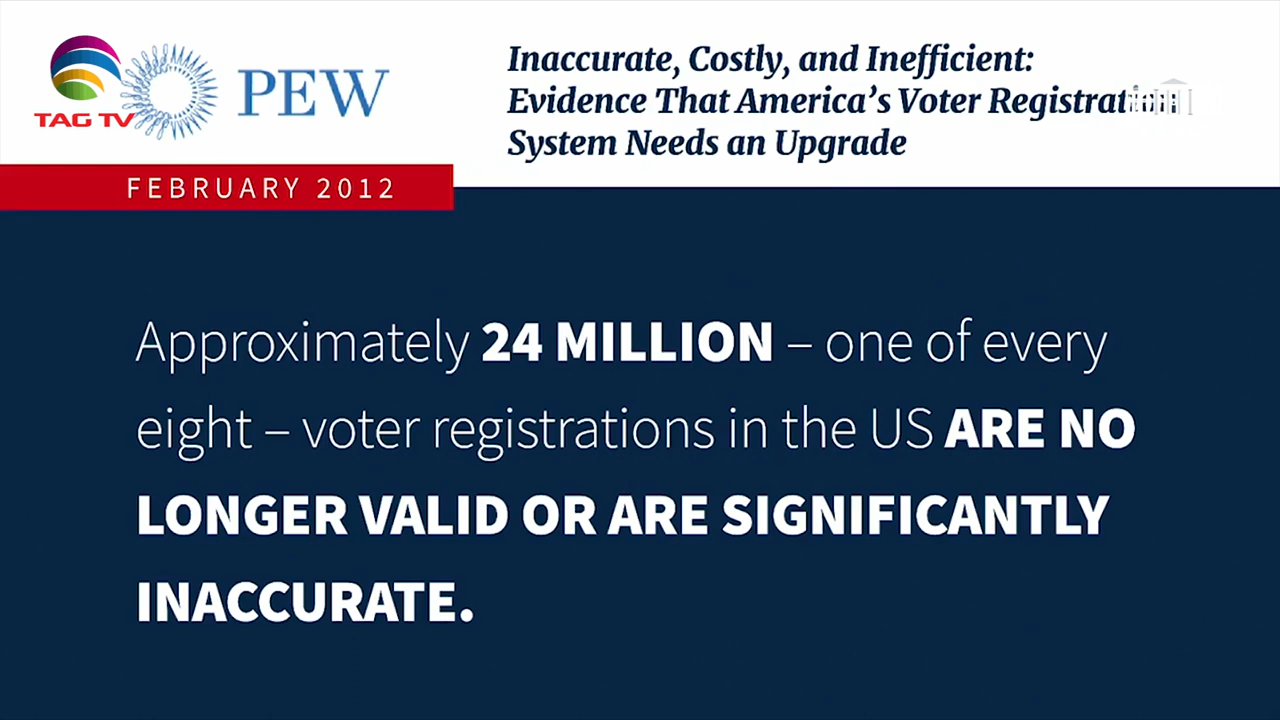 TAG TV
PEW
Inaccurate, Costly, and Inefficient:
Evidence That America's Voter Registration
System Needs an Upgrade
FEBRUARY 2012
Approximately 24 MILLION – one of every
eight – voter registrations in the US ARE NO
LONGER VALID OR ARE SIGNIFICANTLY
INACCURATE.